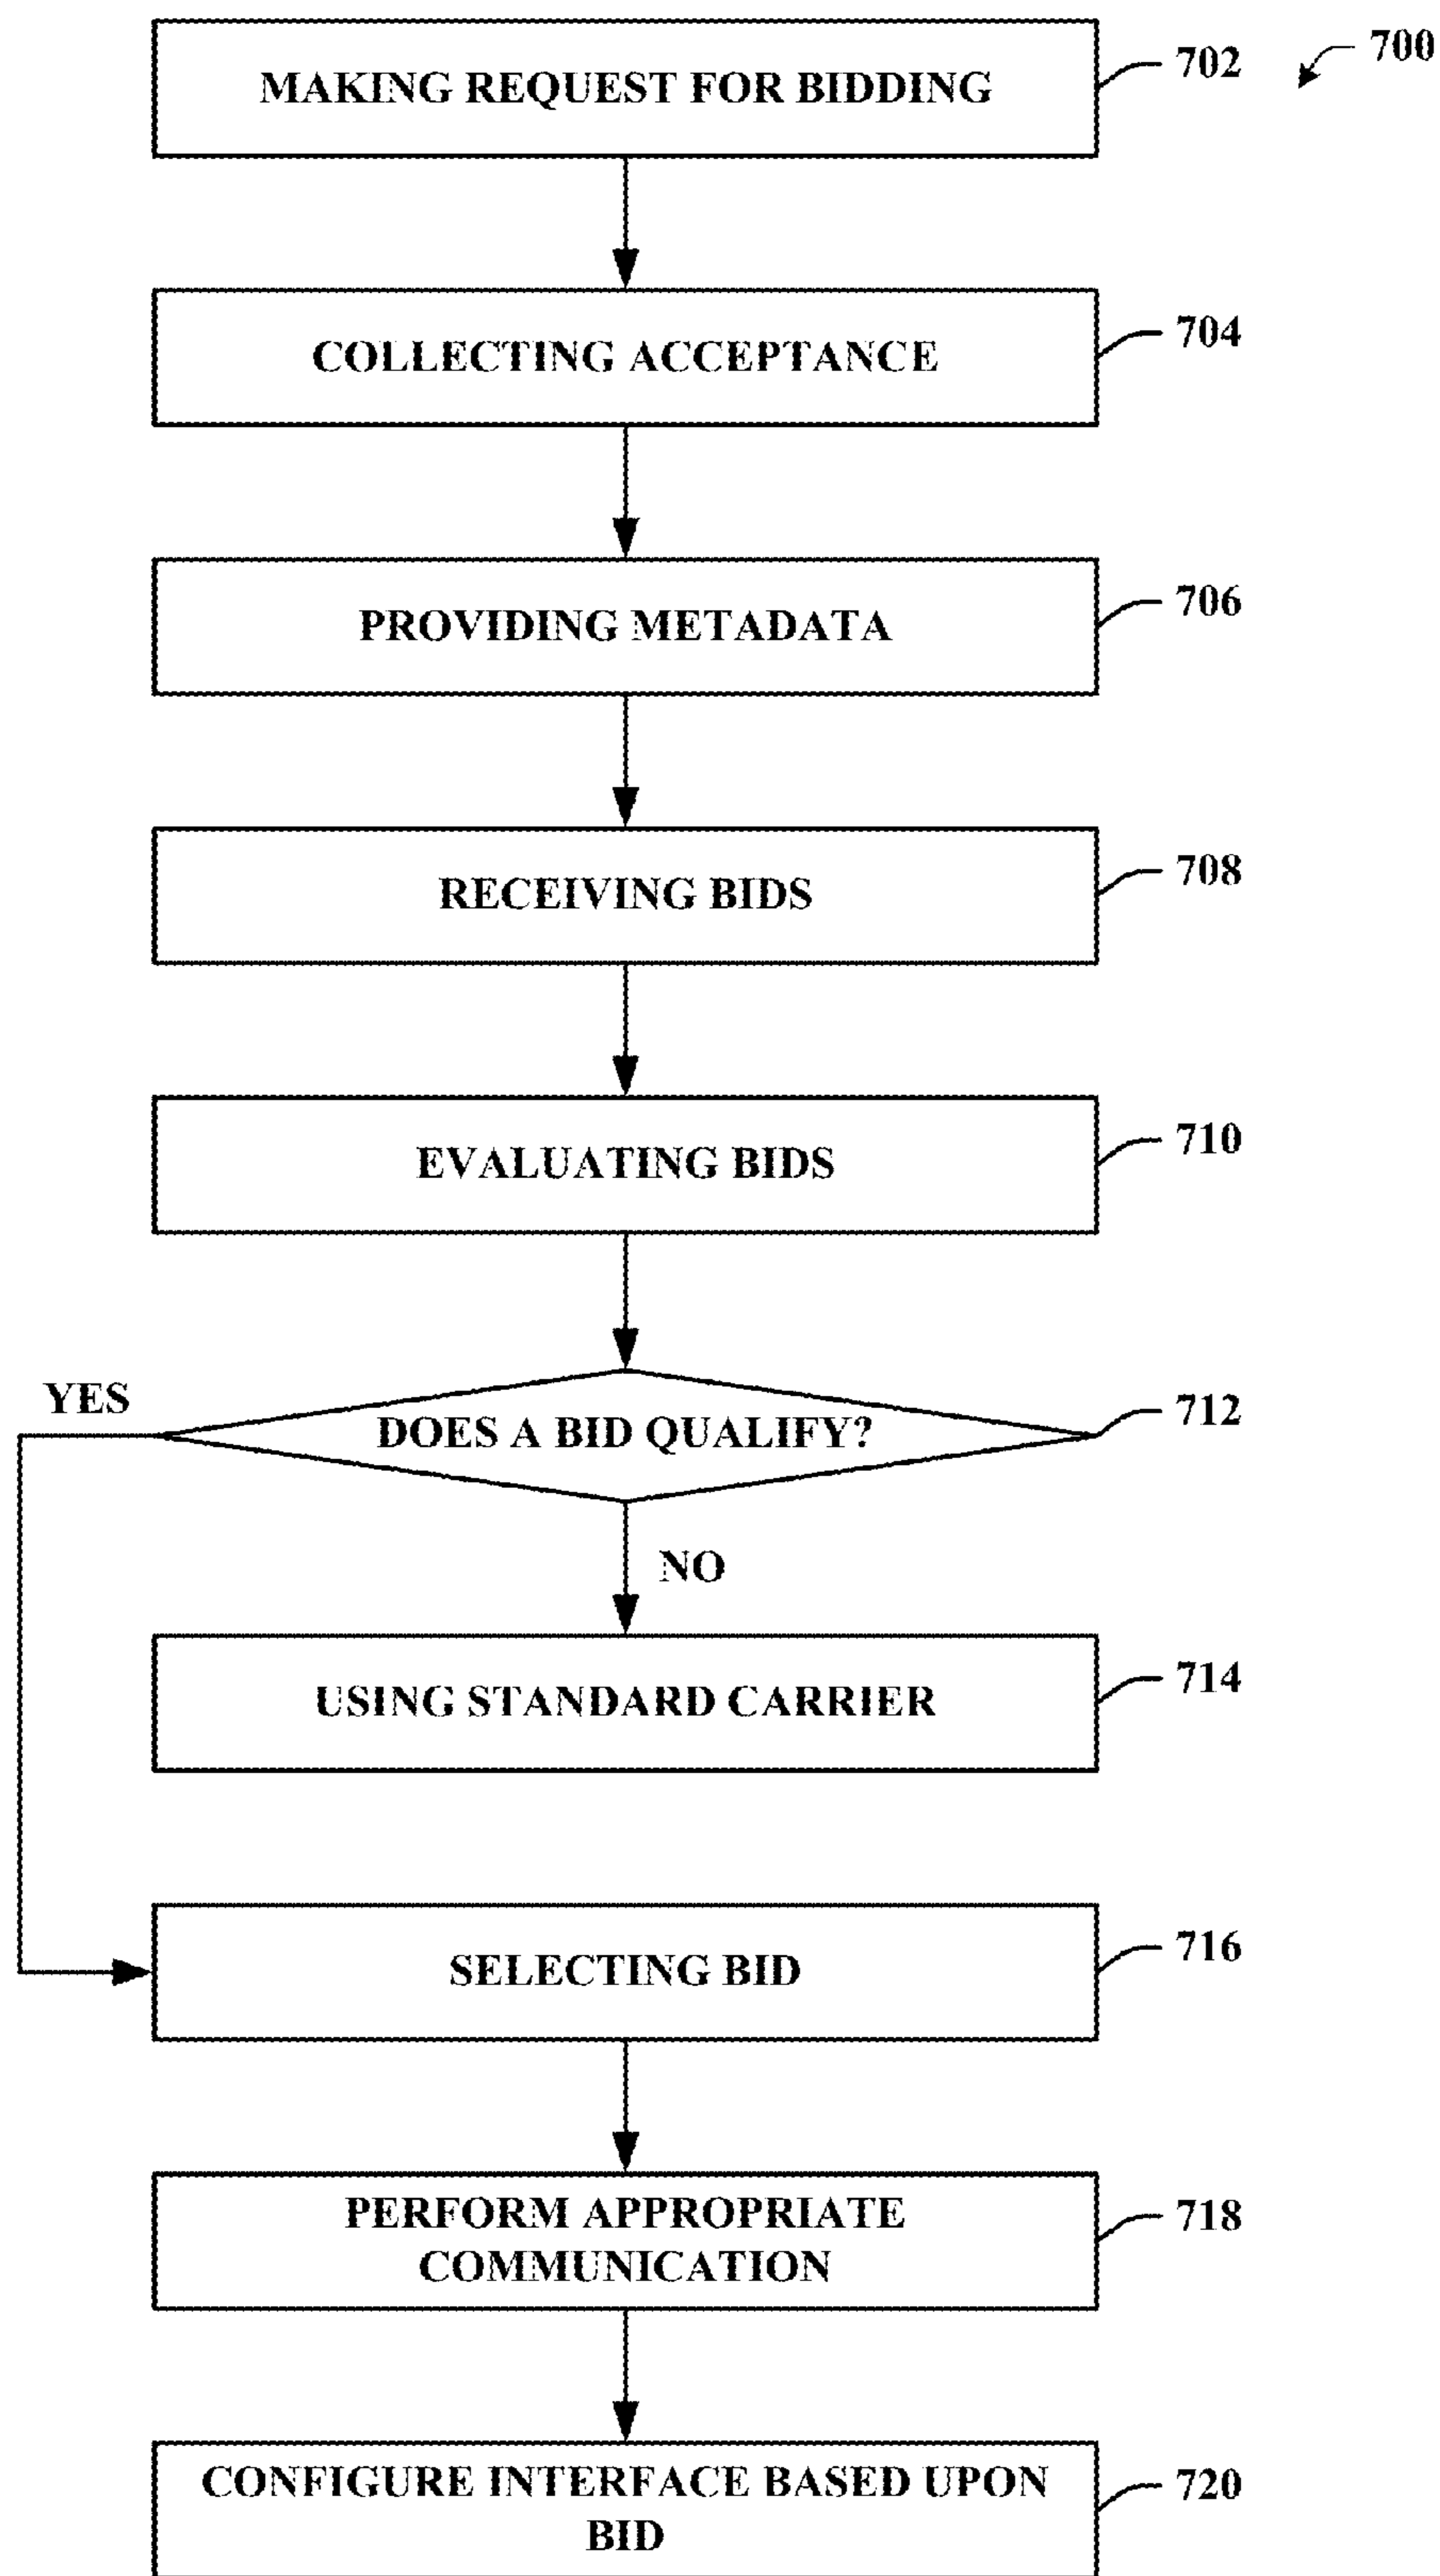 700
MAKING REQUEST FOR BIDDING
702
COLLECTING ACCEPTANCE
704
PROVIDING METADATA
706
RECEIVING BIDS
708
EVALUATING BIDS
710
YES
DOES A BID QUALIFY?
712
NO
USING STANDARD CARRIER
714
SELECTING BID
716
PERFORM APPROPRIATE
COMMUNICATION
718
CONFIGURE INTERFACE BASED UPON
BID
720